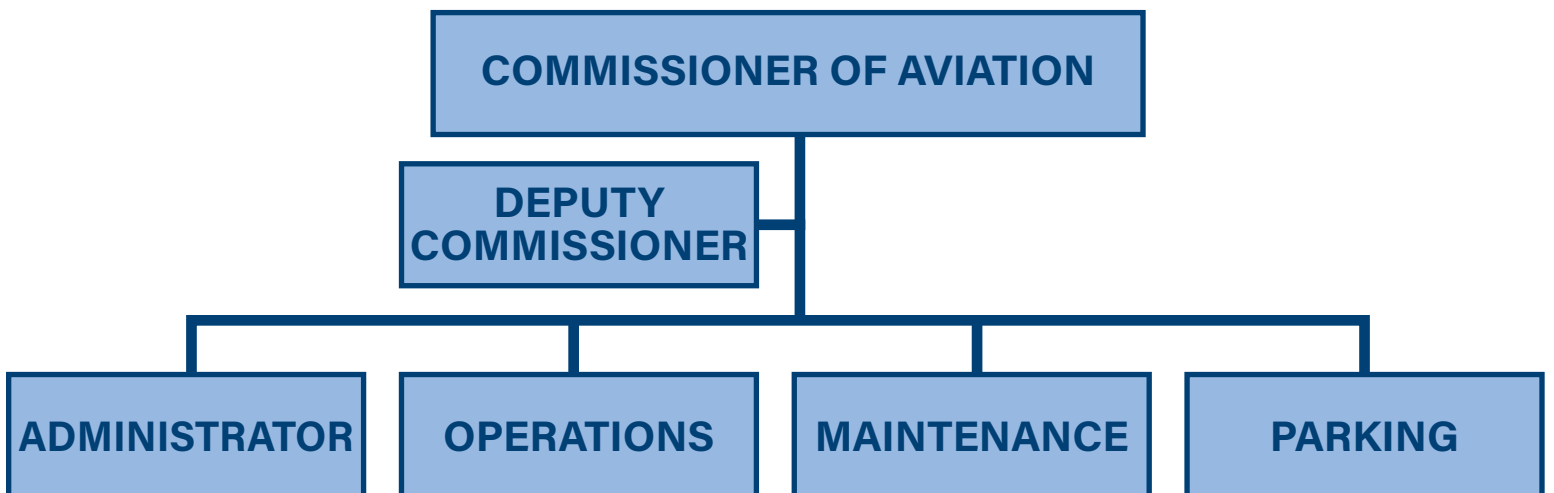 COMMISSIONER OF AVIATION
DEPUTY
COMMISSIONER
ADMINISTRATOR
OPERATIONS
MAINTENANCE
PARKING